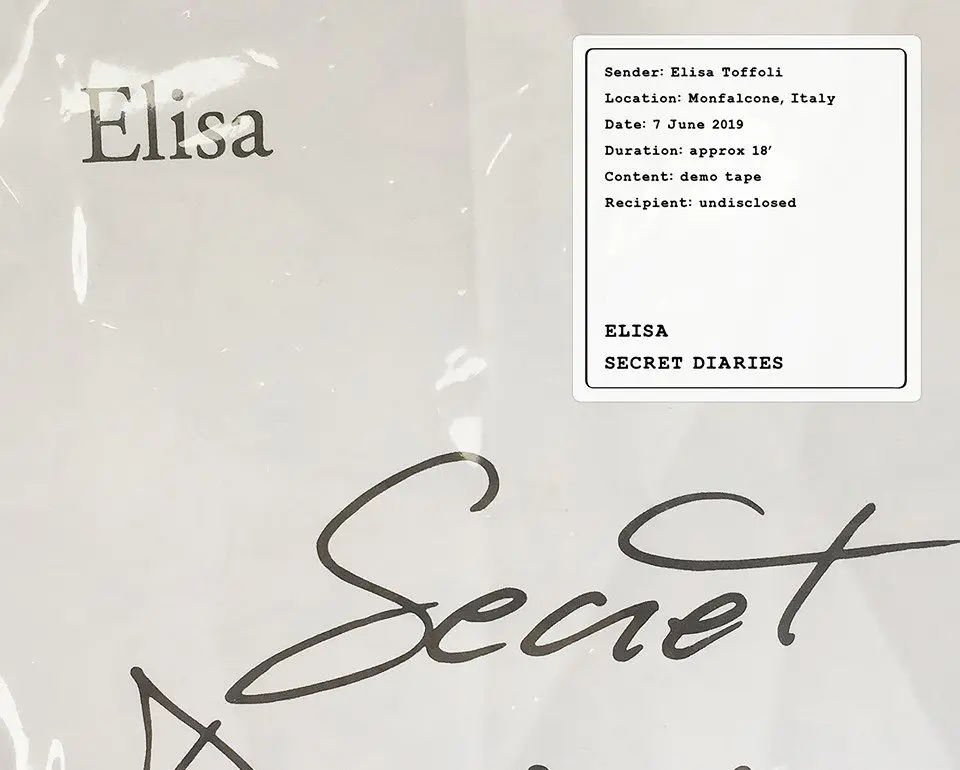 Elisa
Sender: Elisa Toffoli
Location: Monfalcone, Italy
Date: 7 June 2019
Duration: approx 18’
Content: demo tape
Recipient: undisclosed
ELISA
SECRET DIARIES
Secret